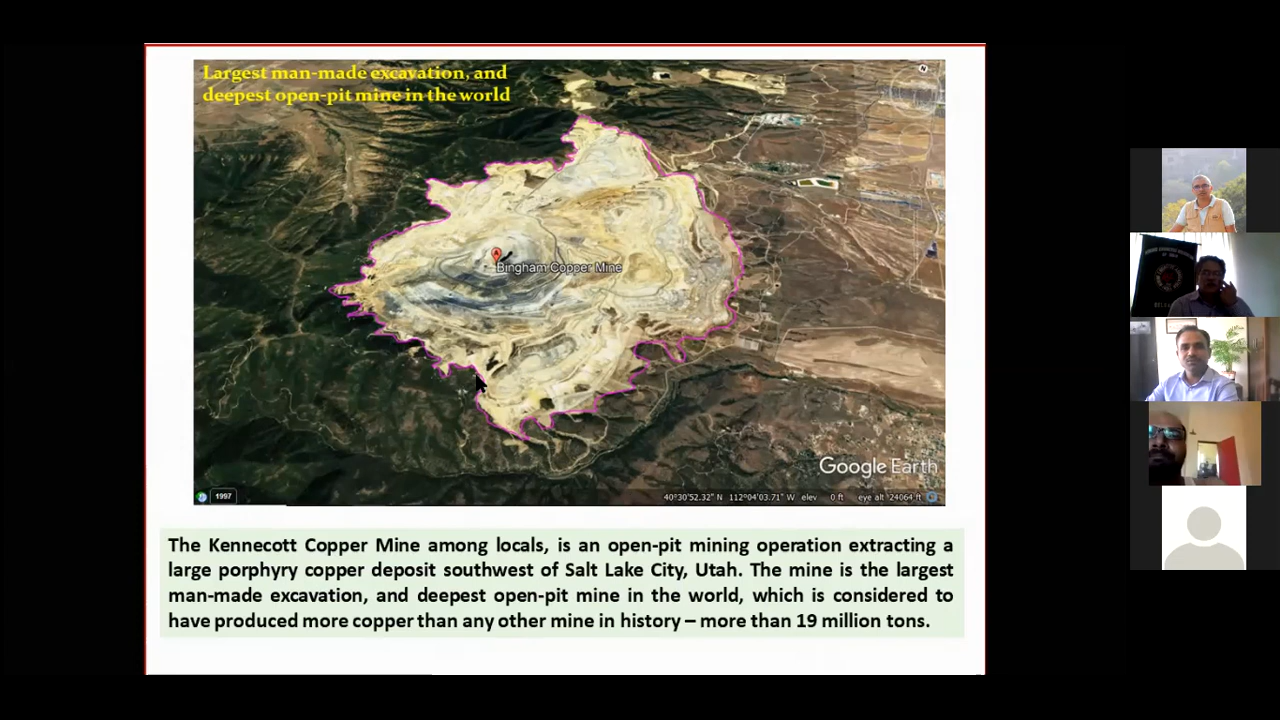 Largest man-made excavation, and
deepest open-pit mine in the world
N
Bingham Copper Mine
Google Earth
1997
40°30'52.32" N 112°04'03.71" W elev 0 ft eye alt 24064 ft
The Kennecott Copper Mine among locals, is an open-pit mining operation extracting a
large porphyry copper deposit southwest of Salt Lake City, Utah. The mine is the largest
man-made excavation, and deepest open-pit mine in the world, which is considered to
have produced more copper than any other mine in history – more than 19 million tons.